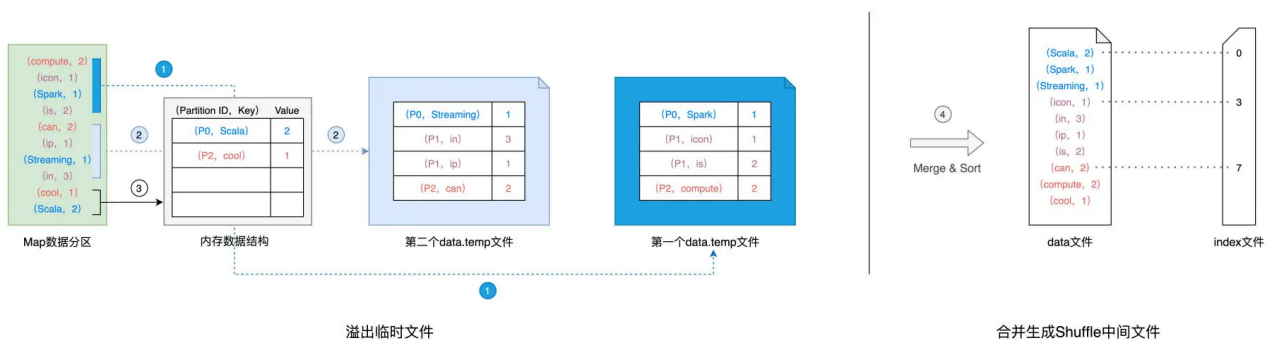 (compute, 2)
(icon, 1)
(Spark, 1)
(is, 2)
(can, 2)
(ip, 1)
(Streaming, 1)
(in, 3)
(cool, 1)
(Scala, 2)
Map数据分区
1
2
3
(Partition ID, Key) Value
(P0, Scala) 2
(P2, cool) 1
内存数据结构
2
(P0, Streaming) 1
(P1, in) 3
(P1, ip) 1
(P2, can) 2
第二个data.temp文件
(P0, Spark) 1
(P1, icon) 1
(P1, is) 2
(P2, compute) 2
第一个data.temp文件
1
溢出临时文件
4
Merge & Sort
(Scala, 2)
(Spark, 1)
(Streaming, 1)
(icon, 1)
(in, 3)
(ip, 1)
(is, 2)
(can, 2)
(compute, 2)
(cool, 1)
data文件
0
3
7
index文件
合并生成Shuffle中间文件